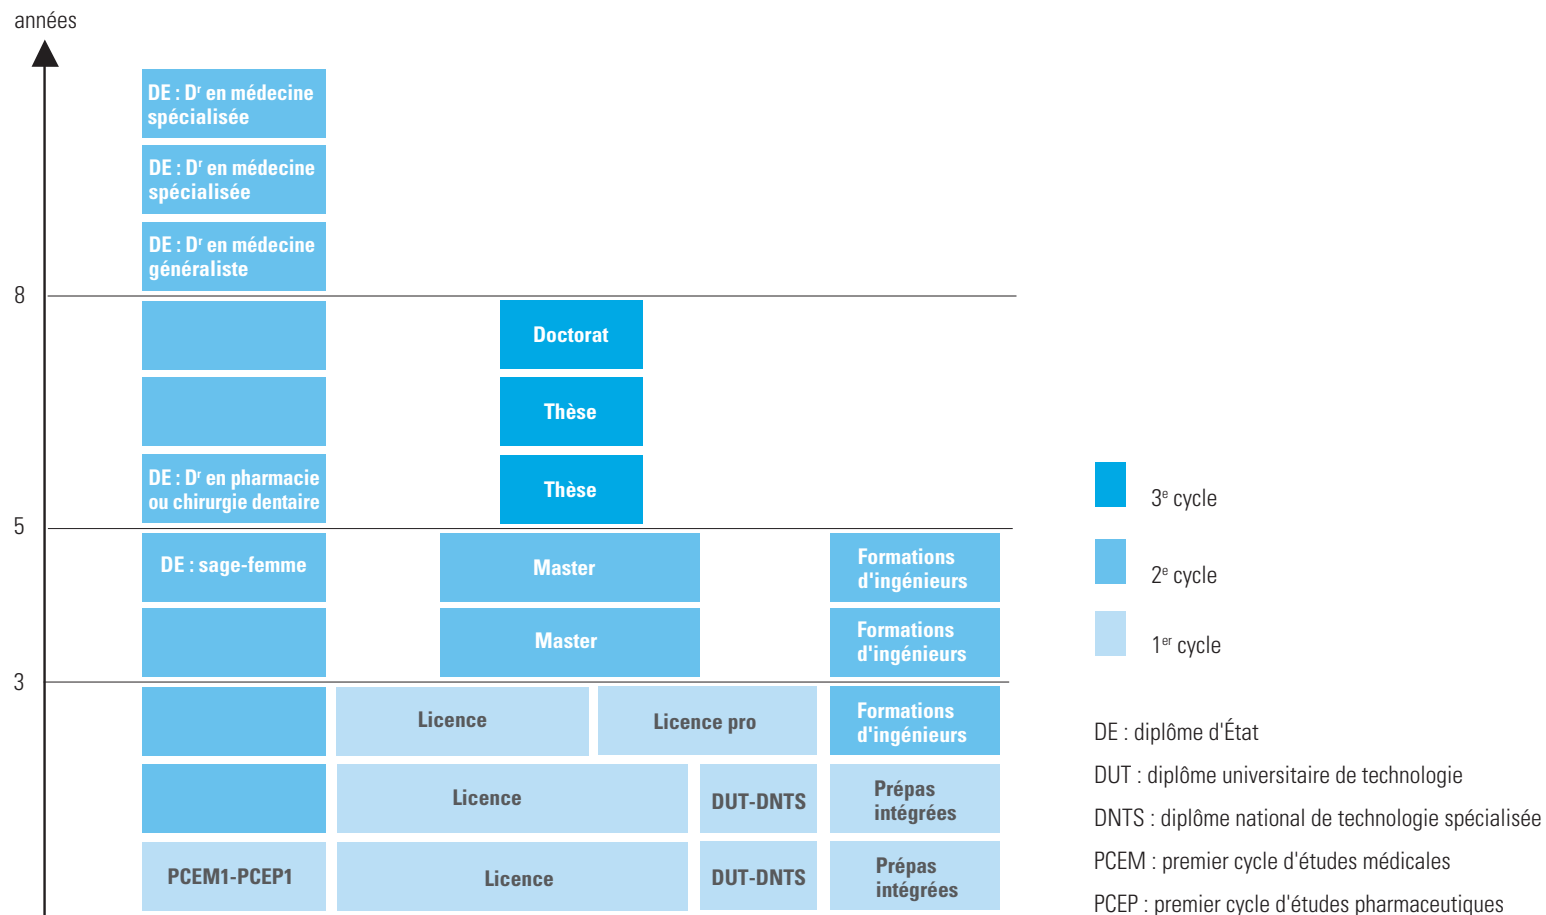 années
DE : Dʳ en médecine
spécialisée
DE : Dʳ en médecine
spécialisée
DE : Dʳ en médecine
généraliste
8
Doctorat
Thèse
DE : Dʳ en pharmacie
ou chirurgie dentaire
Thèse
5
DE : sage-femme
Master
Formations
d'ingénieurs
Master
Formations
d'ingénieurs
3
Licence
Licence pro
Formations
d'ingénieurs
Licence
DUT-DNTS
Prépas
intégrées
PCEM1-PCEP1
Licence
DUT-DNTS
Prépas
intégrées
3ᵉ cycle
2ᵉ cycle
1ᵉʳ cycle
DE : diplôme d'État
DUT : diplôme universitaire de technologie
DNTS : diplôme national de technologie spécialisée
PCEM : premier cycle d'études médicales
PCEP : premier cycle d'études pharmaceutiques